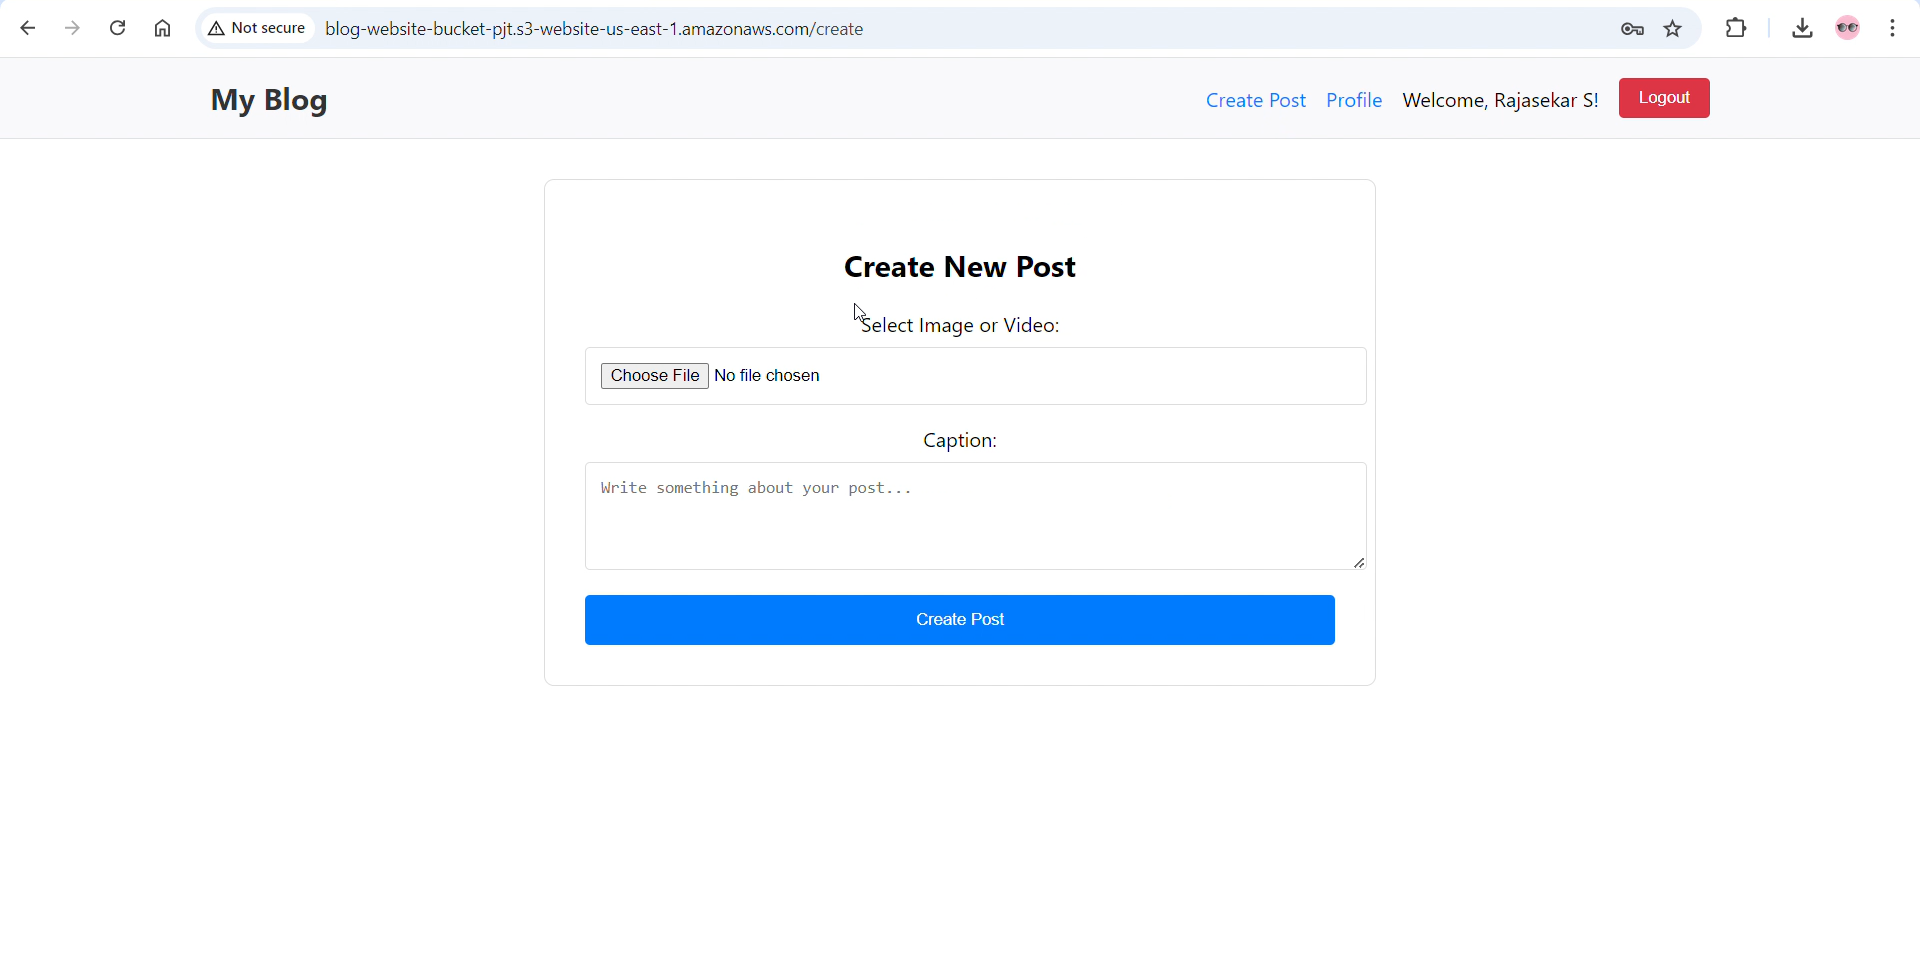 Not secure
blog-website-bucket-pjt.s3-website-us-east-1.amazonaws.com/create
My Blog
Create Post
Profile
Welcome, Rajasekar S!
Logout
Create New Post
Select Image or Video:
Choose File No file chosen
Caption:
Write something about your post...
Create Post